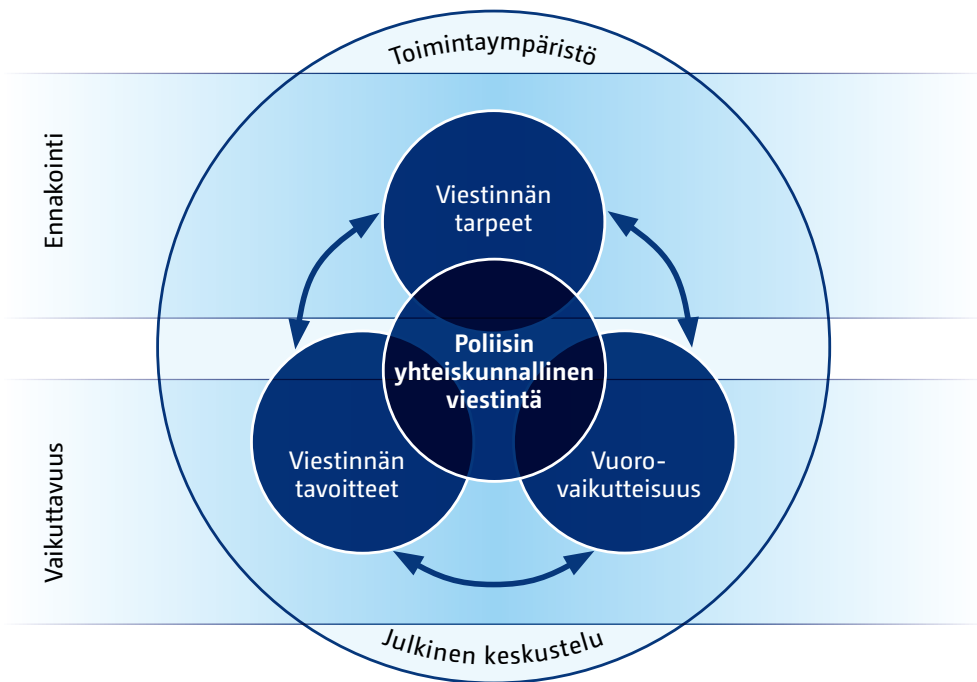 Toimintaympäristö
Ennakointi
Viestinnän
tarpeet
Poliisin
yhteiskunnallinen
viestintä
Vaikuttavuus
Viestinnän
tavoitteet
Vuoro-
vaikutteisuus
Julkinen keskustelu